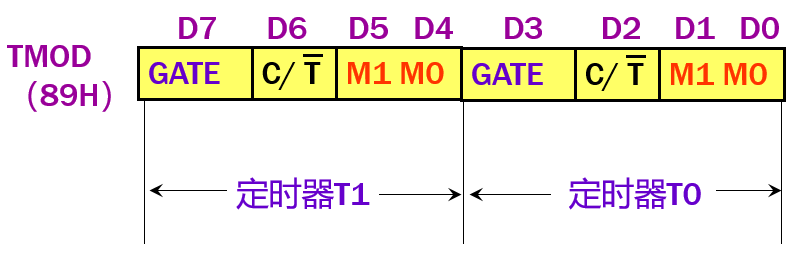 D7 D6 D5 D4 D3 D2 D1 D0
TMOD GATE C/T̅ M1 M0 GATE C/T̅ M1 M0
（89H）
定时器T1 定时器T0